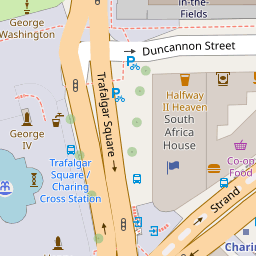 in-the
Fields
George
Washington
Duncannon Street
Trafalgar Square
Halfway
II Heaven
South
Africa
House
George
IV
Co-op
Food
Trafalgar
Square /
Charing
Cross Station
Strand
Charin